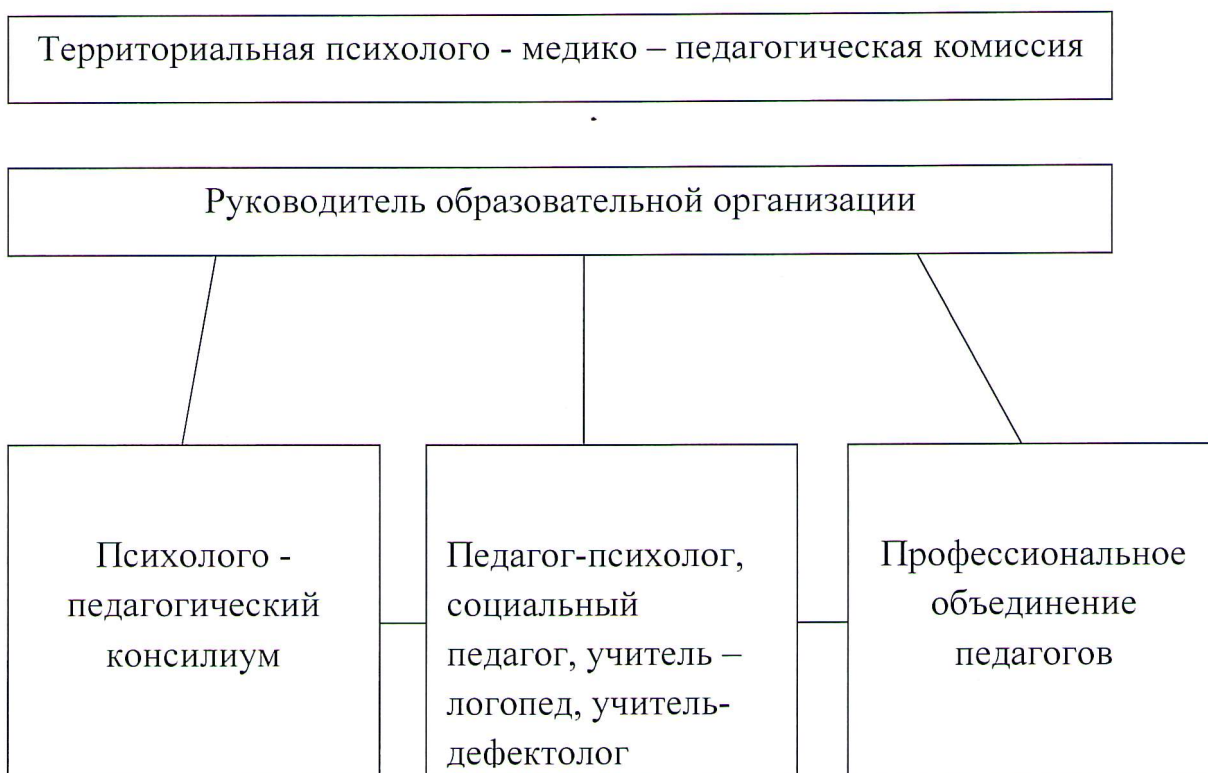 Территориальная психолого - медико – педагогическая комиссия
Руководитель образовательной организации
Психолого -
педагогический
консилиум
Педагог-психолог,
социальный
педагог, учитель –
логопед, учитель-
дефектолог
Профессиональное
объединение
педагогов